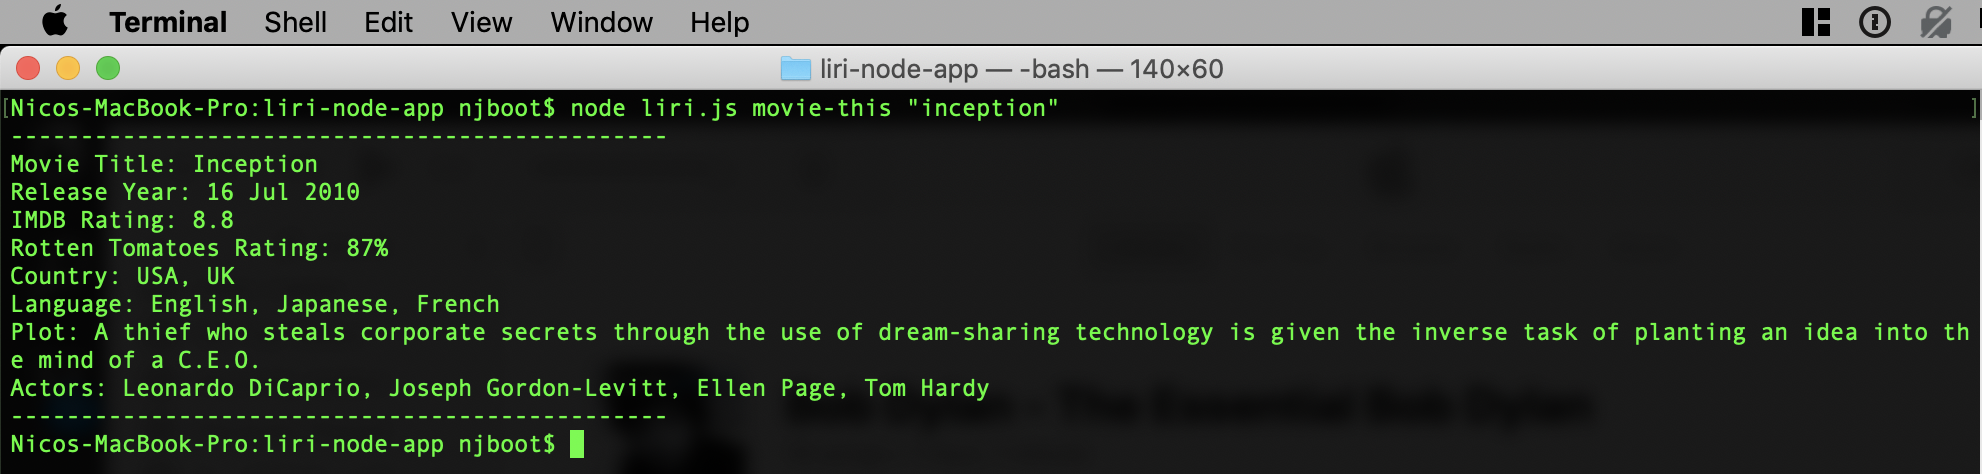 Terminal Shell Edit View Window Help
liri-node-app — -bash — 140×60
[Nicos-MacBook-Pro:liri-node-app njboot$ node liri.js movie-this "inception" ]
-----------------------------------------------
Movie Title: Inception
Release Year: 16 Jul 2010
IMDB Rating: 8.8
Rotten Tomatoes Rating: 87%
Country: USA, UK
Language: English, Japanese, French
Plot: A thief who steals corporate secrets through the use of dream-sharing technology is given the inverse task of planting an idea into th
e mind of a C.E.O.
Actors: Leonardo DiCaprio, Joseph Gordon-Levitt, Ellen Page, Tom Hardy
The Essential Bob Dylan
-----------------------------------------------
Nicos-MacBook-Pro:liri-node-app njboot$